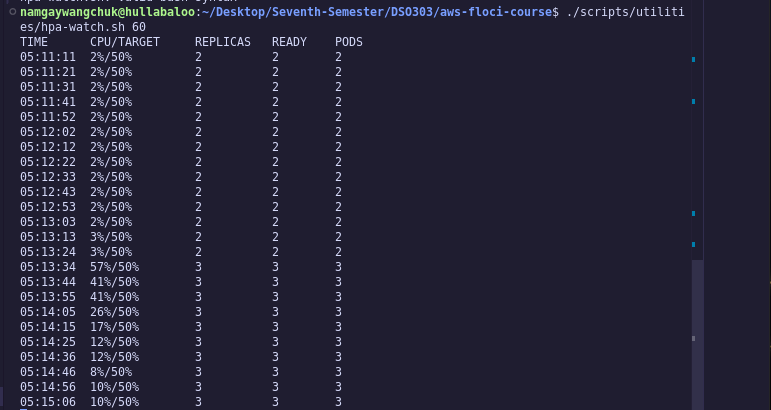 namgaywangchuk@hullabaloo:~/Desktop/Seventh-Semester/DSO303/aws-floci-course$ ./scripts/utiliti
es/hpa-watch.sh 60
TIME CPU/TARGET REPLICAS READY PODS
05:11:11 2%/50% 2 2 2
05:11:21 2%/50% 2 2 2
05:11:31 2%/50% 2 2 2
05:11:41 2%/50% 2 2 2
05:11:52 2%/50% 2 2 2
05:12:02 2%/50% 2 2 2
05:12:12 2%/50% 2 2 2
05:12:22 2%/50% 2 2 2
05:12:33 2%/50% 2 2 2
05:12:43 2%/50% 2 2 2
05:12:53 2%/50% 2 2 2
05:13:03 2%/50% 2 2 2
05:13:13 3%/50% 2 2 2
05:13:24 3%/50% 2 2 2
05:13:34 57%/50% 3 3 3
05:13:44 41%/50% 3 3 3
05:13:55 41%/50% 3 3 3
05:14:05 26%/50% 3 3 3
05:14:15 17%/50% 3 3 3
05:14:25 12%/50% 3 3 3
05:14:36 12%/50% 3 3 3
05:14:46 8%/50% 3 3 3
05:14:56 10%/50% 3 3 3
05:15:06 10%/50% 3 3 3